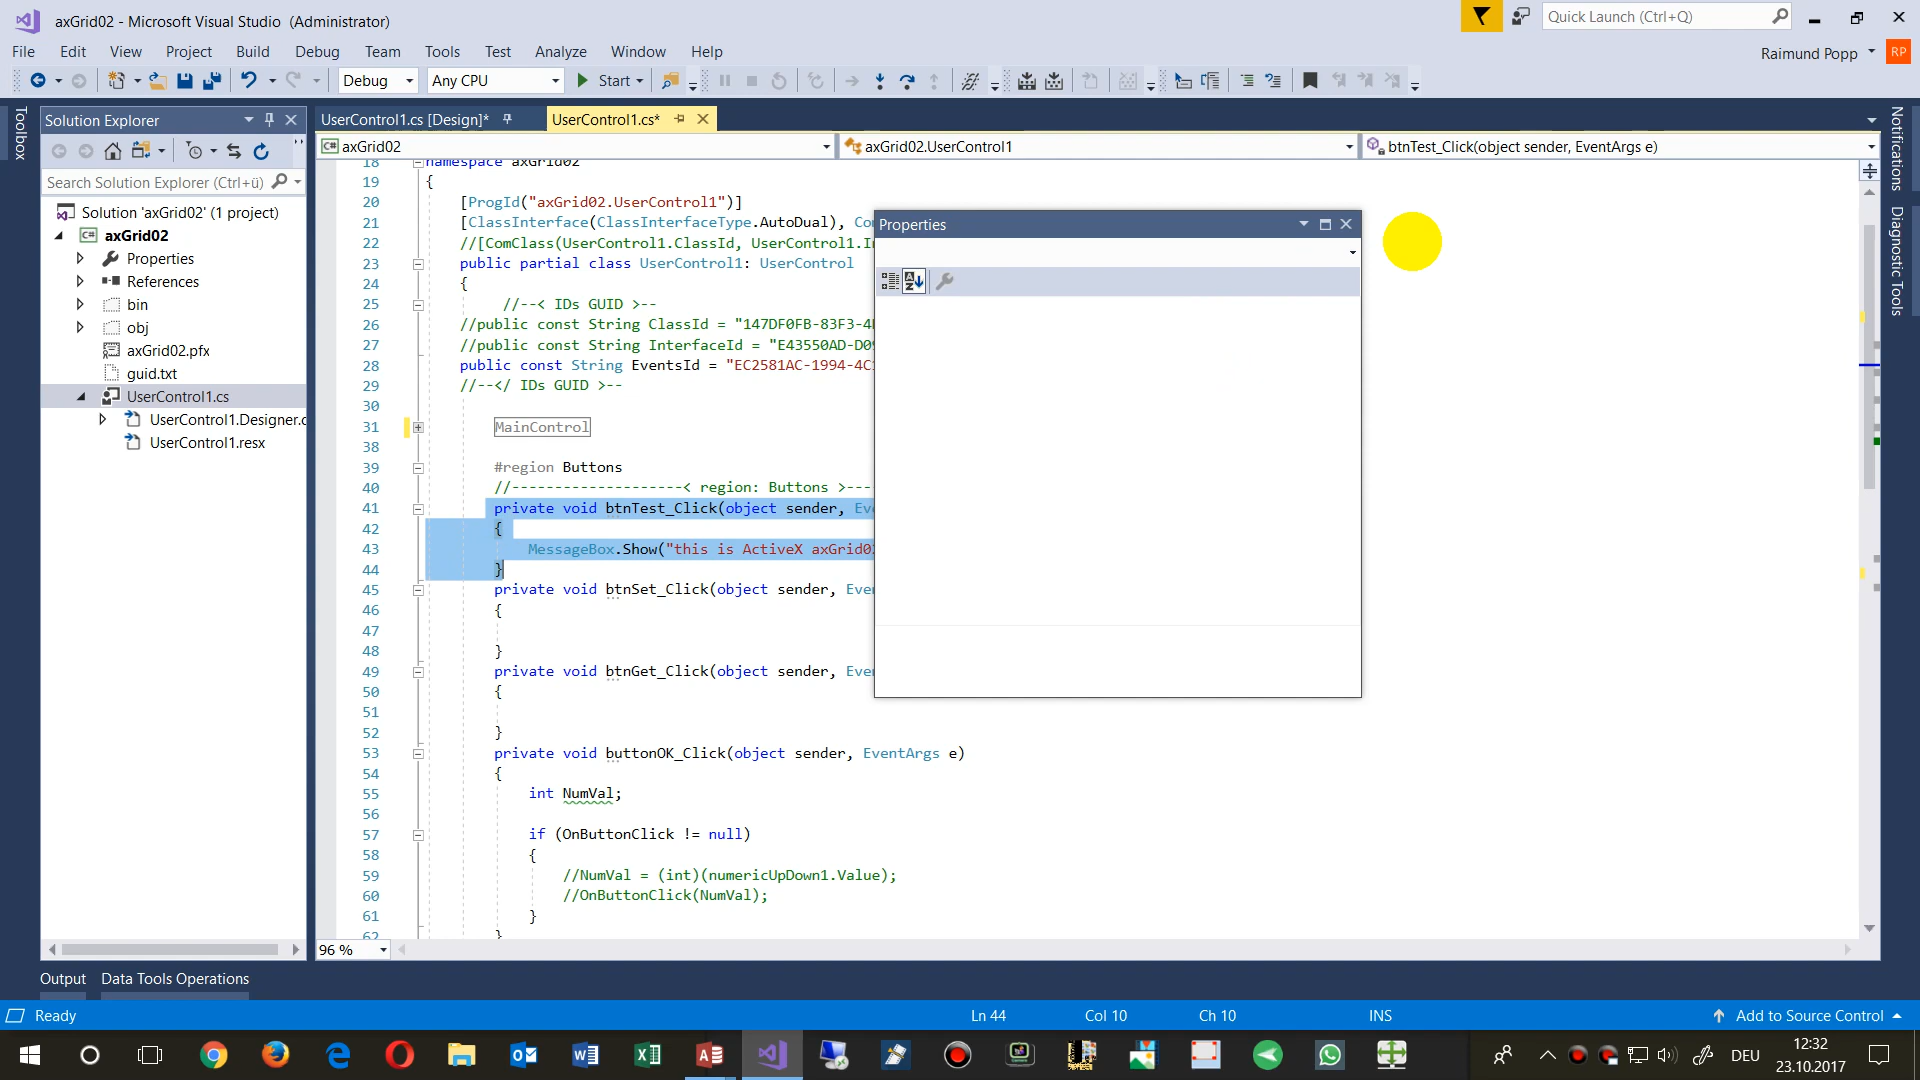 axGrid02 - Microsoft Visual Studio (Administrator)
Quick Launch (Ctrl+Q)
File Edit View Project Build Debug Team Tools Test Analyze Window Help
Raimund Popp
RP
Debug Any CPU Start
Toolbox
Solution Explorer
Search Solution Explorer (Ctrl+ü)
Solution 'axGrid02' (1 project)
axGrid02
Properties
References
bin
obj
axGrid02.pfx
guid.txt
UserControl1.cs
UserControl1.Designer.c
UserControl1.resx
UserControl1.cs [Design]*
UserControl1.cs*
axGrid02
axGrid02.UserControl1
btnTest_Click(object sender, EventArgs e)
18 namespace axGrid02
19 {
20 [ProgId("axGrid02.UserControl1")]
21 [ClassInterface(ClassInterfaceType.AutoDual), Co
22 //[ComClass(UserControl1.ClassId, UserControl1.I
23 public partial class UserControl1: UserControl
24 {
25 //--< IDs GUID >--
26 //public const String ClassId = "147DF0FB-83F3-4
27 //public const String InterfaceId = "E43550AD-D0
28 public const String EventsId = "EC2581AC-1994-4C
29 //--</ IDs GUID >--
30
31 MainControl
38
39 #region Buttons
40 //--------------------< region: Buttons >---
41 private void btnTest_Click(object sender, Eve
42 {
43 MessageBox.Show("this is ActiveX axGrid02
44 }
45 private void btnSet_Click(object sender, Even
46 {
47
48 }
49 private void btnGet_Click(object sender, Even
50 {
51
52 }
53 private void buttonOK_Click(object sender, EventArgs e)
54 {
55 int NumVal;
56
57 if (OnButtonClick != null)
58 {
59 //NumVal = (int)(numericUpDown1.Value);
60 //OnButtonClick(NumVal);
61 }
62 }
96 %
Properties
Notifications
Diagnostic Tools
Output
Data Tools Operations
Ready
Ln 44
Col 10
Ch 10
INS
Add to Source Control
DEU
12:32
23.10.2017